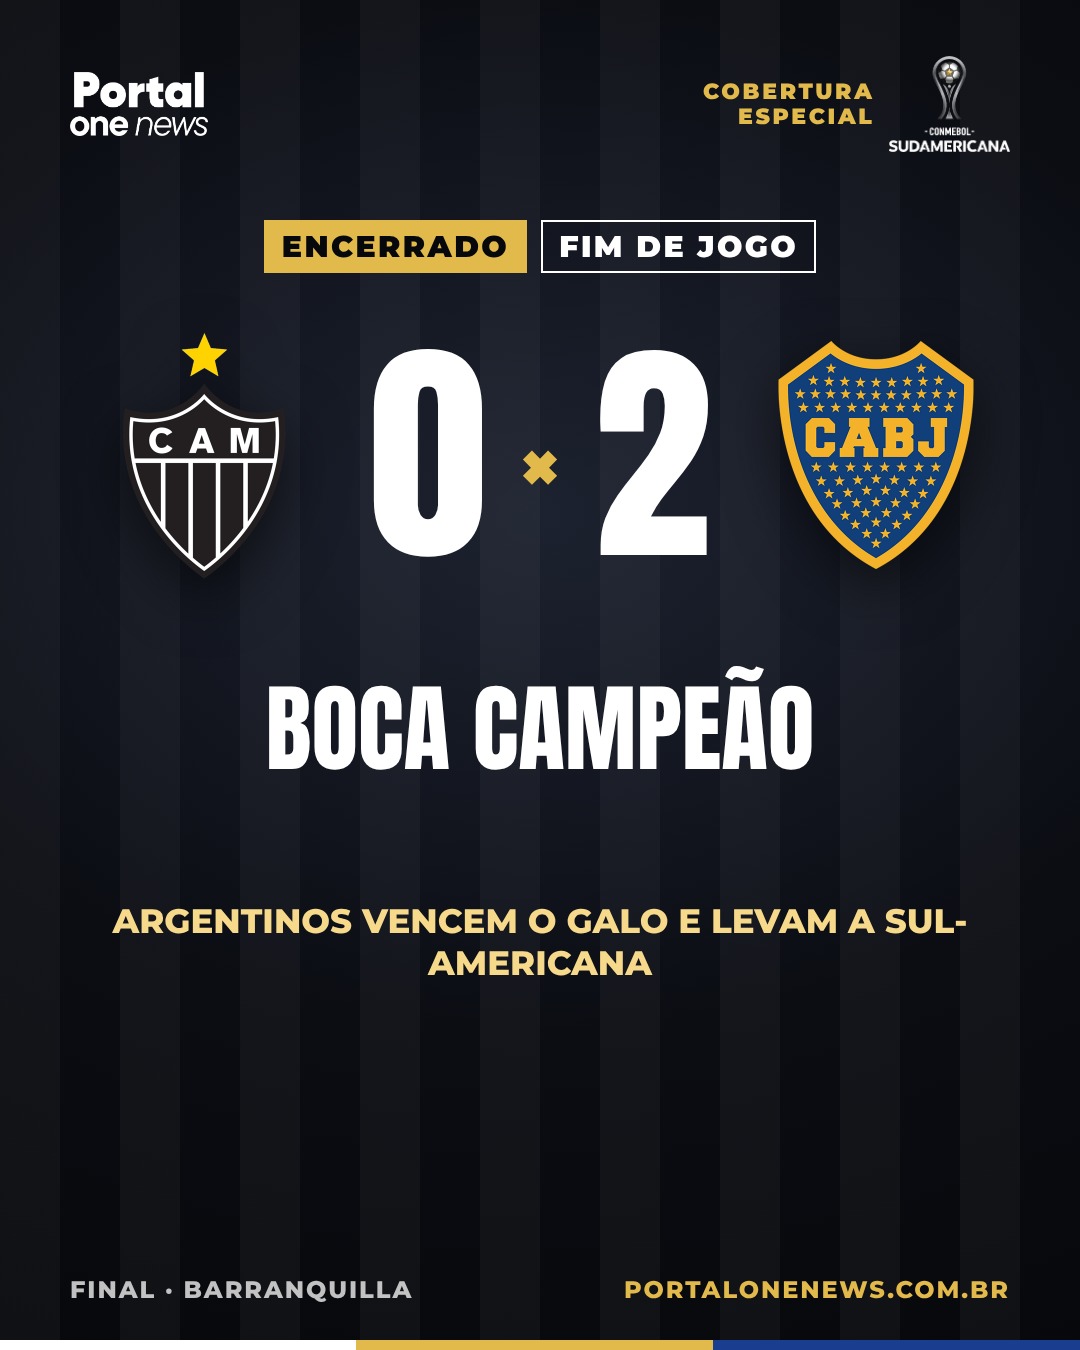 Portal
one news
COBERTURA
ESPECIAL
-CONMEBOL-
SUDAMERICANA
ENCERRADO
FIM DE JOGO
CAM
0 × 2
CABJ
BOCA CAMPEÃO
ARGENTINOS VENCEM O GALO E LEVAM A SUL-
AMERICANA
FINAL · BARRANQUILLA
PORTALONENEWS.COM.BR